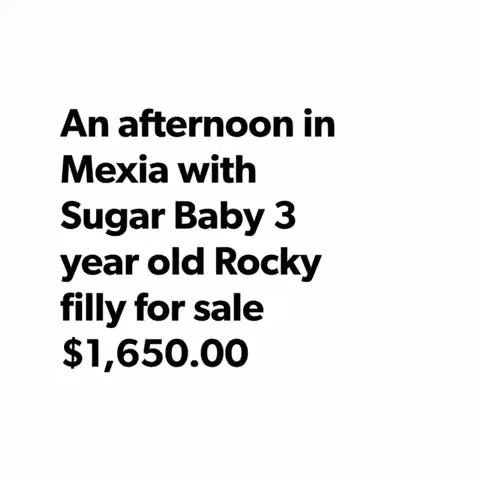 An afternoon in
Mexia with
Sugar Baby 3
year old Rocky
filly for sale
$1,650.00